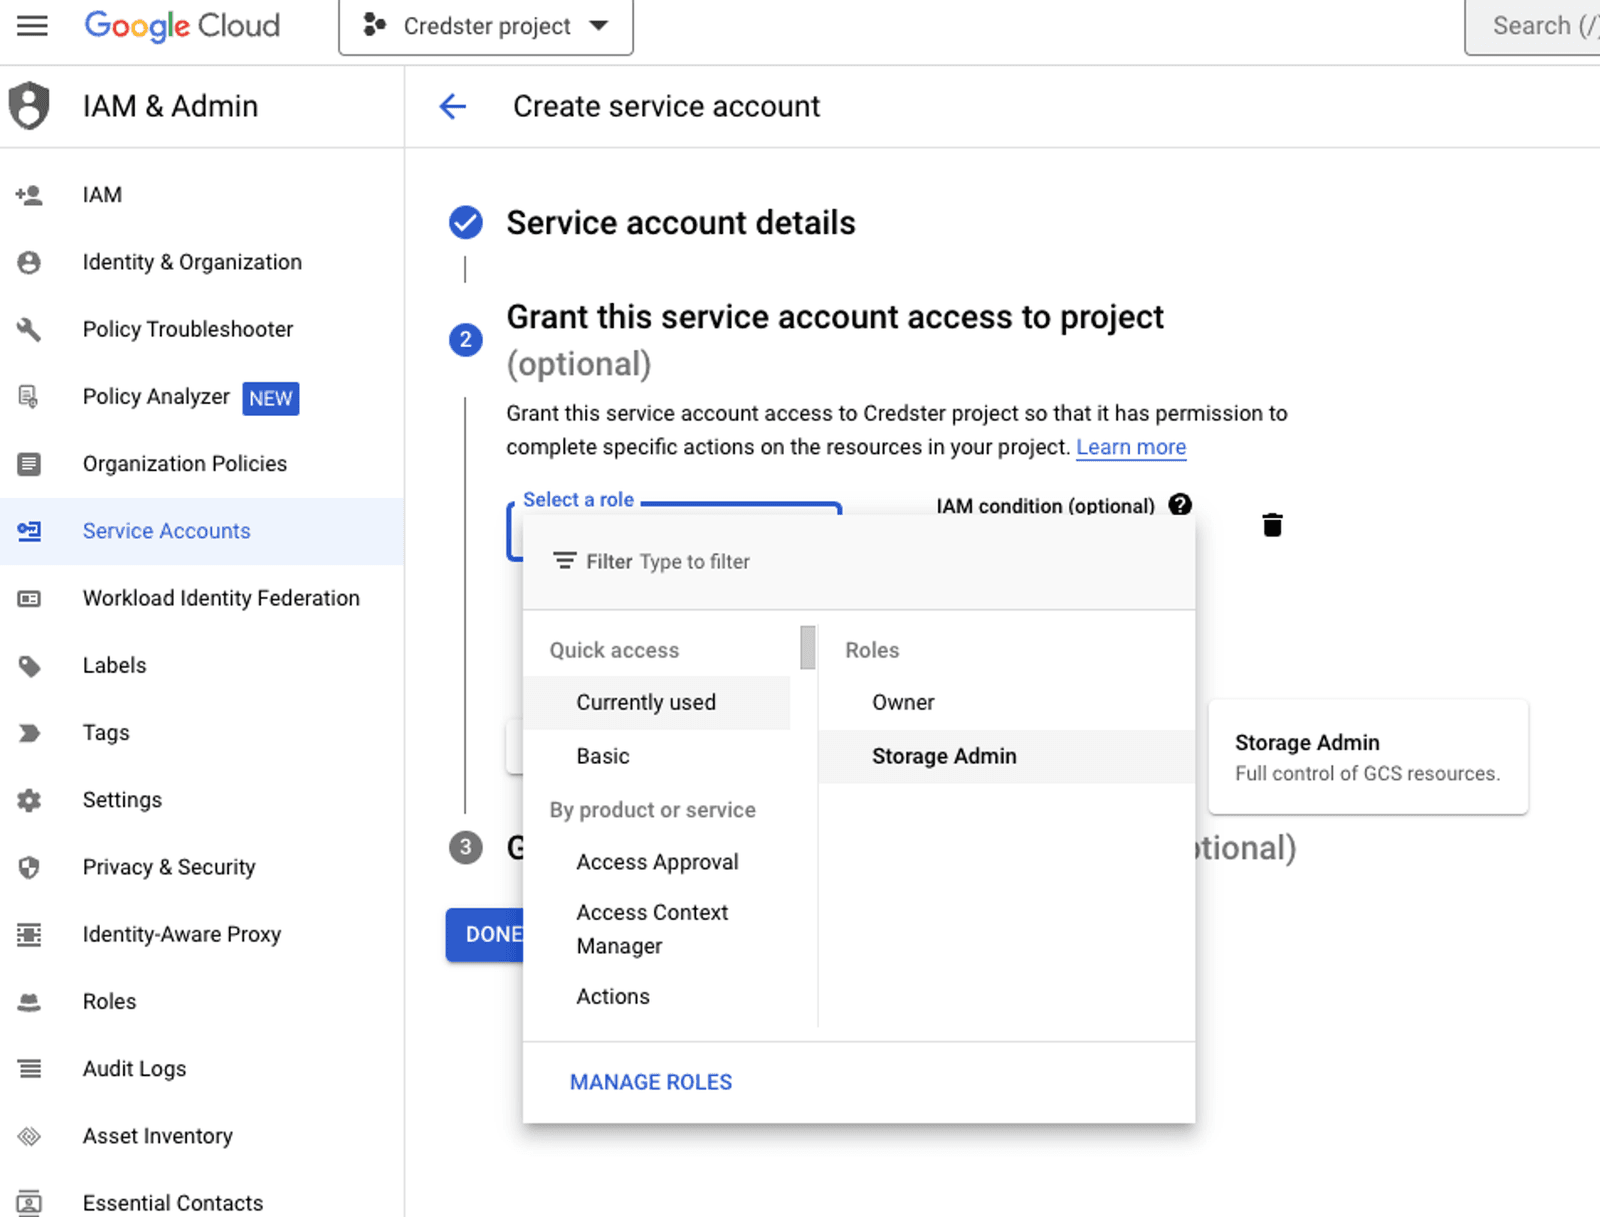 Google Cloud
Credster project
Search (/)
IAM & Admin
Create service account
IAM
Identity & Organization
Policy Troubleshooter
Policy Analyzer NEW
Organization Policies
Service Accounts
Workload Identity Federation
Labels
Tags
Settings
Privacy & Security
Identity-Aware Proxy
Roles
Audit Logs
Asset Inventory
Essential Contacts
Service account details
2
Grant this service account access to project
(optional)
Grant this service account access to Credster project so that it has permission to
complete specific actions on the resources in your project. Learn more
Select a role
IAM condition (optional)
Filter Type to filter
Quick access
Currently used
Basic
By product or service
Access Approval
Access Context
Manager
Actions
Roles
Owner
Storage Admin
MANAGE ROLES
Storage Admin
Full control of GCS resources.
3
G
ptional)
DONE